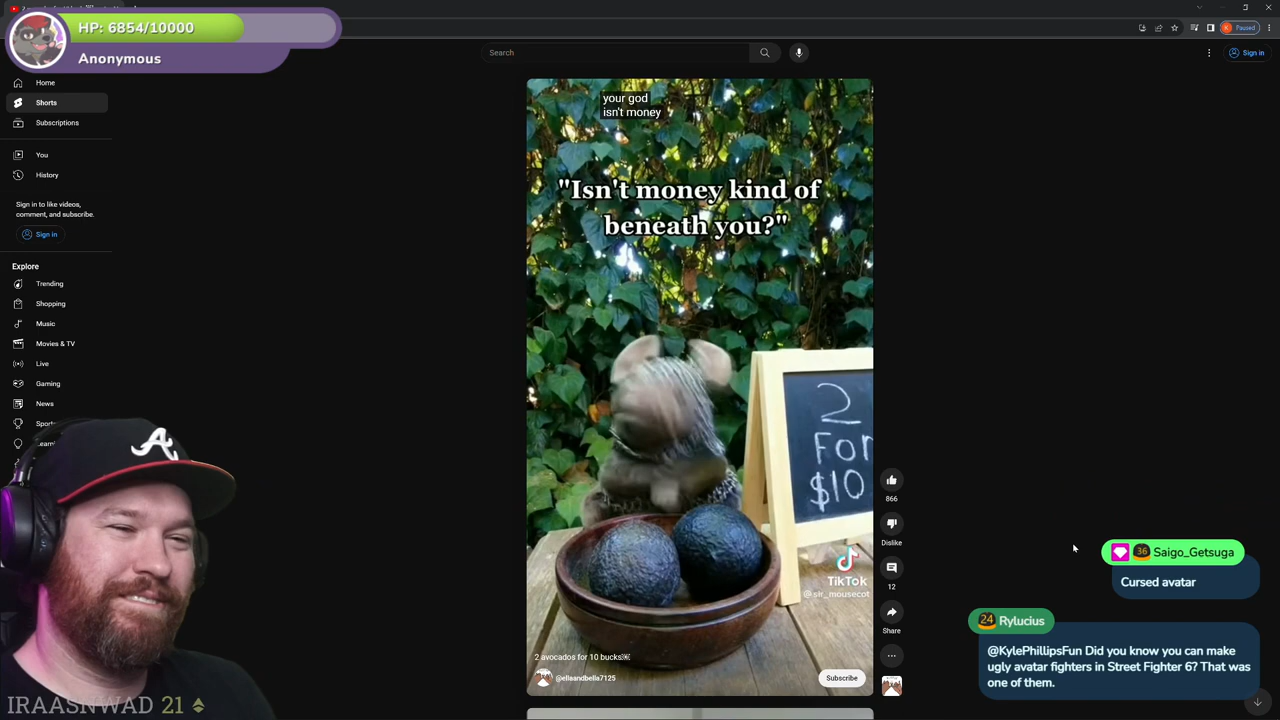 HP: 6854/10000
Anonymous
Search
Paused
Sign in
Home
Shorts
Subscriptions
You
History
Sign in to like videos,
comment, and subscribe.
Sign in
Explore
Trending
Shopping
Music
Movies & TV
Live
Gaming
News
your god
isn't money
"Isn't money kind of
beneath you?"
2
For
$10
TikTok
@sir_mousecot
2 avocados for 10 bucks
@ellaandbella7125
Subscribe
866
Dislike
12
Share
A
36 Saigo_Getsuga
Cursed avatar
24 Rylucius
@KylePhillipsFun Did you know you can make
ugly avatar fighters in Street Fighter 6? That was
one of them.
IRAASNWAD 21